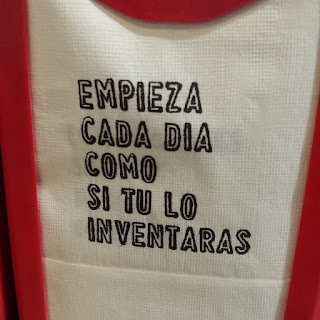 EMPIEZA
CADA DIA
COMO
SI TU LO
INVENTARAS